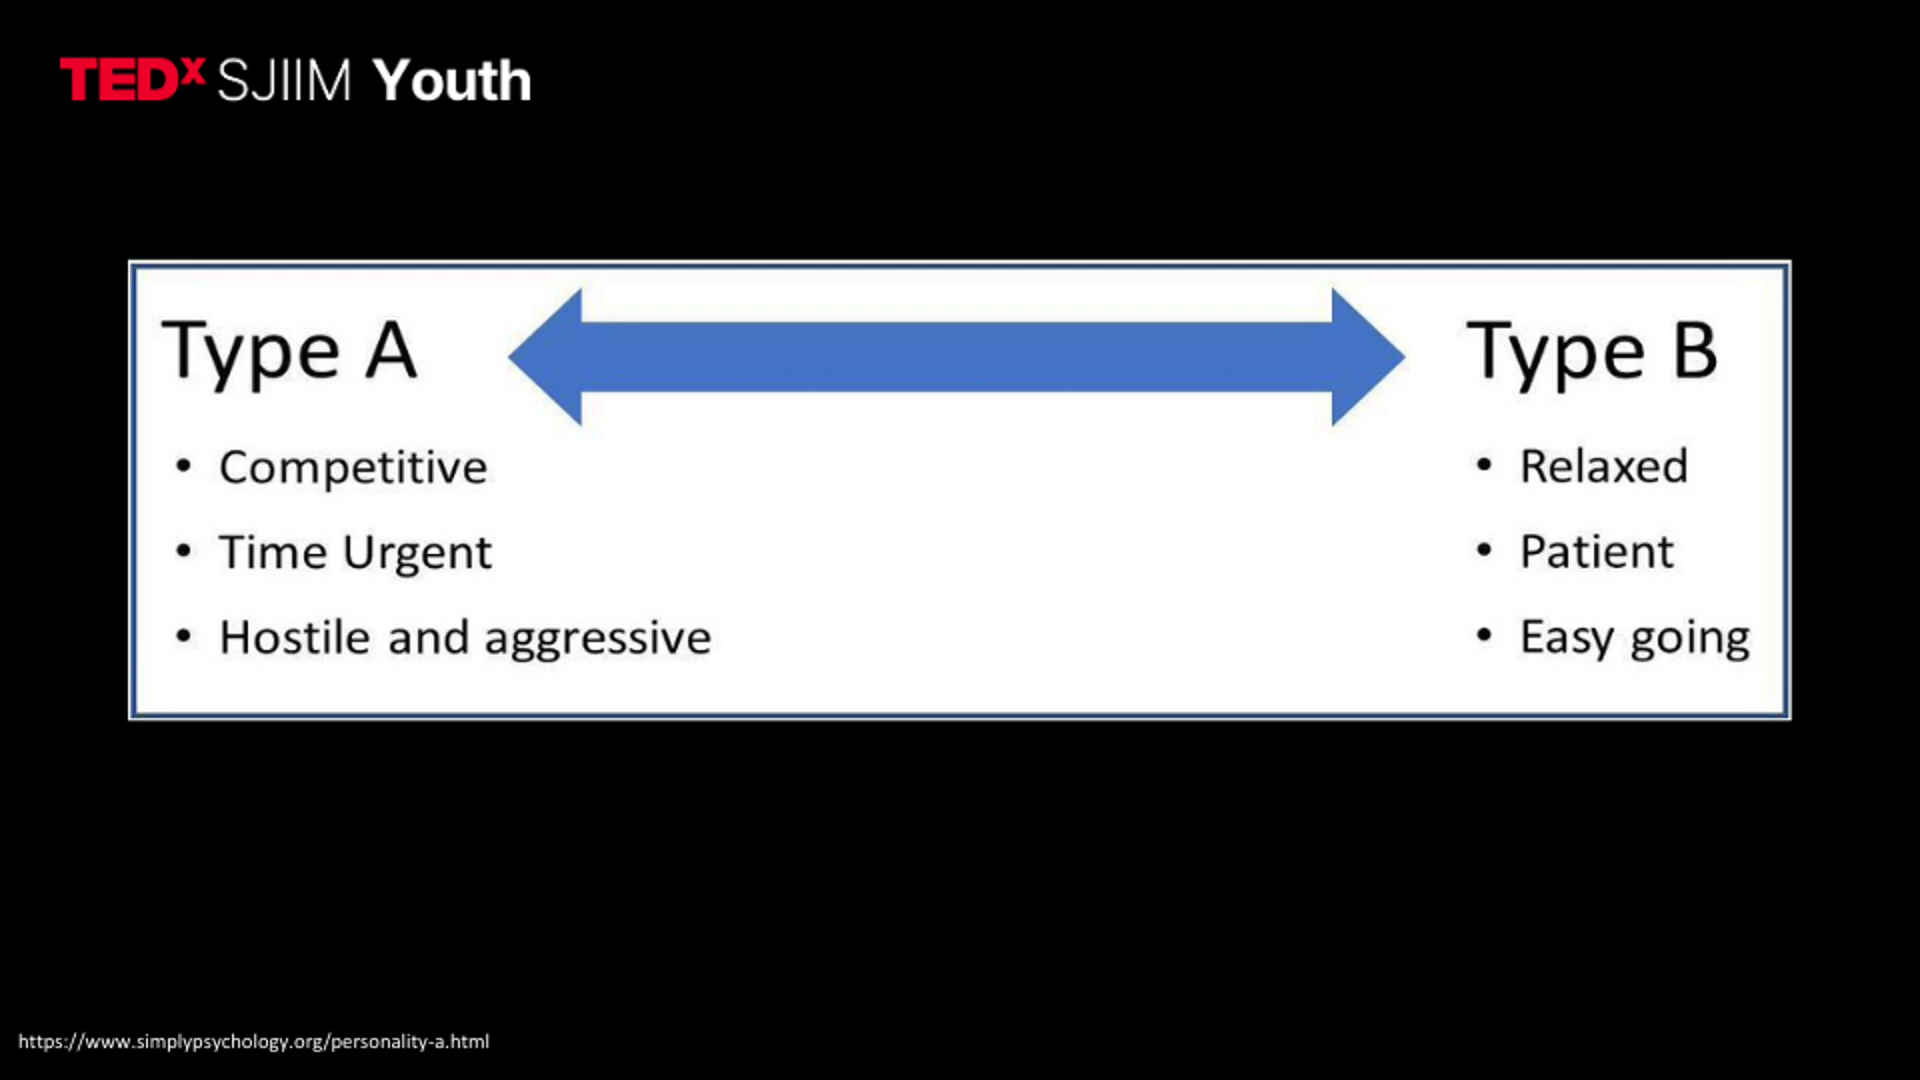 TEDx SJIIM Youth
Type A
Type B
• Competitive
• Time Urgent
• Hostile and aggressive
• Relaxed
• Patient
• Easy going
https://www.simplypsychology.org/personality-a.html